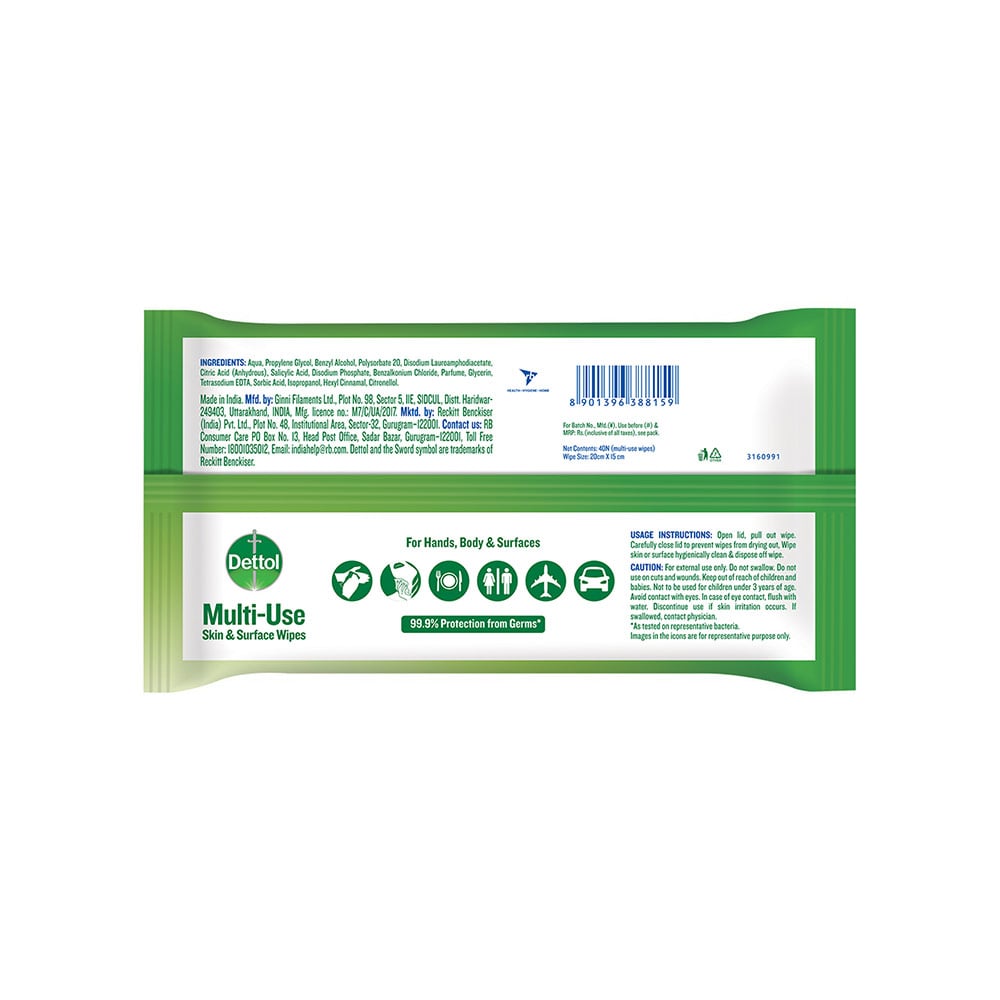 INGREDIENTS: Aqua, Propylene Glycol, Benzyl Alcohol, Polysorbate 20, Disodium Lauroamphodiacetate,
Citric Acid (Anhydrous), Salicylic Acid, Disodium Phosphate, Benzalkonium Chloride, Parfume, Glycerin,
Tetrasodium EDTA, Sorbic Acid, Isopropanol, Hexyl Cinnamal, Citronellol.
Made in India. Mfd. by: Ginni Filaments Ltd., Plot No. 98, Sector 5, IIE, SIDCUL, Distt. Haridwar-
249403, Uttarakhand, INDIA, Mfg. licence no.: M7/C/UA/2017. Mktd. by: Reckitt Benckiser
(India) Pvt. Ltd., Plot No. 48, Institutional Area, Sector-32, Gurugram-122001. Contact us: RB
Consumer Care PO Box No. 13, Head Post Office, Sadar Bazar, Gurugram-122001, Toll Free
Number: 18001035012, Email: indiahelp@rb.com. Dettol and the Sword symbol are trademarks of
Reckitt Benckiser.
rb
HEALTH • HYGIENE • HOME
8 901396 388159
For Batch No., Mfd.(¥). Use before (#) &
MRP: Rs.(inclusive of all taxes), see pack.
Net Contents: 40N (multi-use wipes)
Wipe Size: 20cm X 15 cm
3160991
Dettol
Multi-Use
Skin & Surface Wipes
For Hands, Body & Surfaces
99.9% Protection from Germs*
USAGE INSTRUCTIONS: Open lid, pull out wipe.
Carefully close lid to prevent wipes from drying out, Wipe
skin or surface hygienically clean & dispose off wipe.
CAUTION: For external use only. Do not swallow. Do not
use on cuts and wounds. Keep out of reach of children and
babies. Not to be used for children under 3 years of age.
Avoid contact with eyes. In case of eye contact, flush with
water. Discontinue use if skin irritation occurs. If
swallowed, contact physician.
*As tested on representative bacteria.
Images in the icons are for representative purpose only.